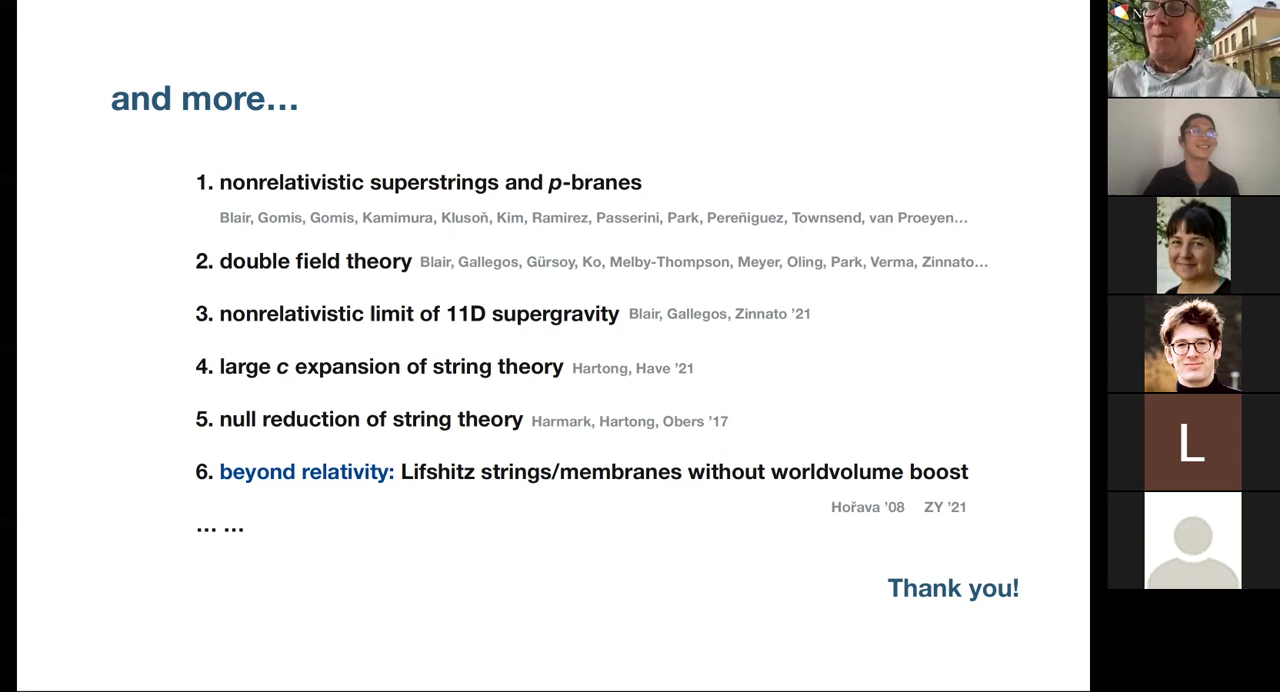 and more…
1. nonrelativistic superstrings and p-branes
Blair, Gomis, Gomis, Kamimura, Klusoň, Kim, Ramirez, Passerini, Park, Pereñiguez, Townsend, van Proeyen…
2. double field theory Blair, Gallegos, Gürsoy, Ko, Melby-Thompson, Meyer, Oling, Park, Verma, Zinnato…
3. nonrelativistic limit of 11D supergravity Blair, Gallegos, Zinnato ’21
4. large c expansion of string theory Hartong, Have ’21
5. null reduction of string theory Harmark, Hartong, Obers ’17
6. beyond relativity: Lifshitz strings/membranes without worldvolume boost
Hořava ’08 ZY ’21
… …
Thank you!
L